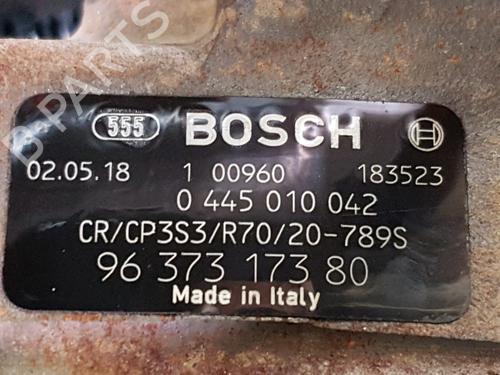 B-PARTS
555 BOSCH
02.05.18 1 00960 183523
0 445 010 042
CR/CP3S3/R70/20-789S
96 373 173 80
Made in Italy